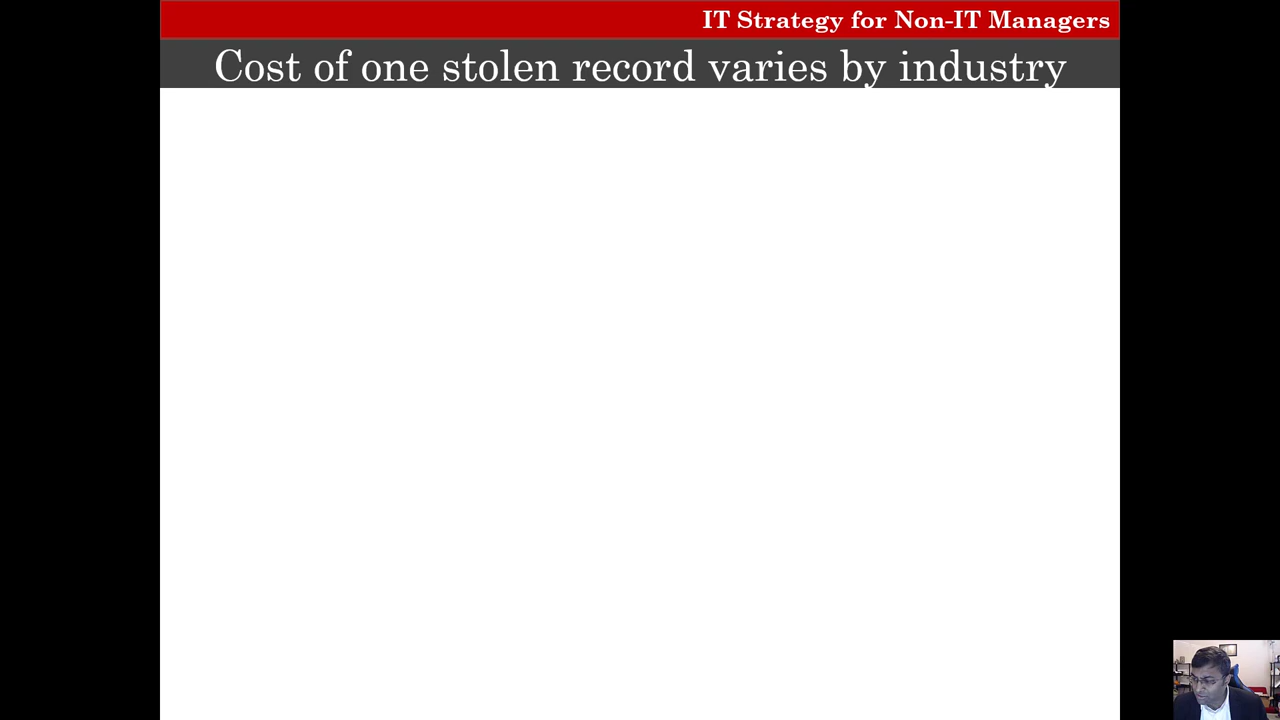 IT Strategy for Non-IT Managers
Cost of one stolen record varies by industry